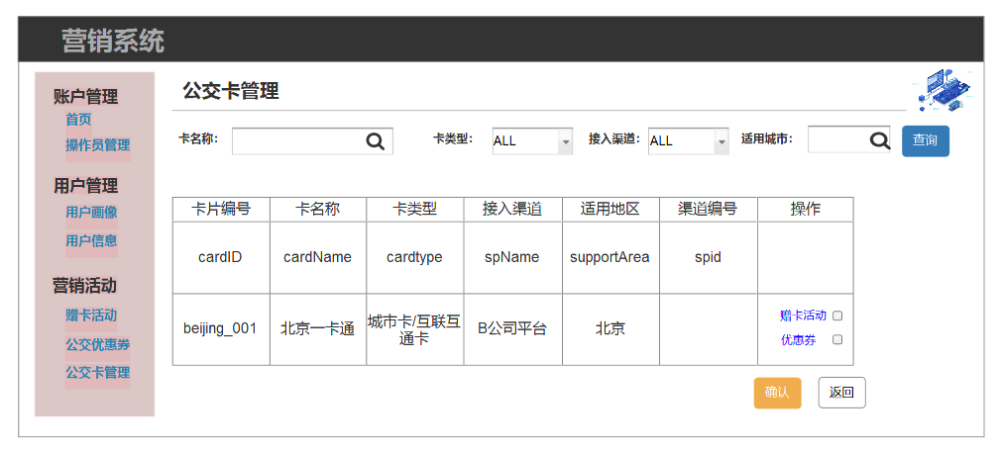 营销系统
账户管理
首页
操作员管理
用户管理
用户画像
用户信息
营销活动
赠卡活动
公交优惠券
公交卡管理
公交卡管理
卡名称： 卡类型： ALL 接入渠道： ALL 适用城市： 查询
卡片编号 卡名称 卡类型 接入渠道 适用地区 渠道编号 操作
cardID cardName cardtype spName supportArea spid
beijing_001 北京一卡通 城市卡/互联互通卡 B公司平台 北京 赠卡活动
优惠券
确认 返回